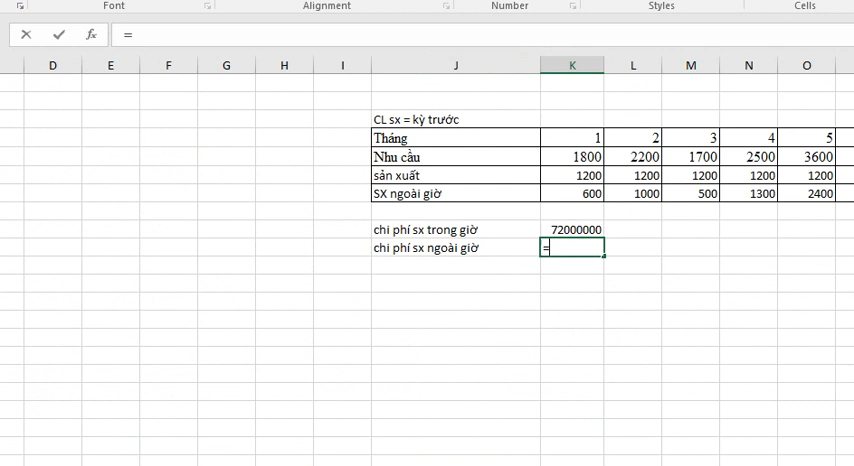 Font Alignment Number Styles Cells
fx =
D E F G H I J K L M N O
CL sx = kỳ trước
Tháng 1 2 3 4 5
Nhu cầu 1800 2200 1700 2500 3600
sản xuất 1200 1200 1200 1200 1200
SX ngoài giờ 600 1000 500 1300 2400
chi phí sx trong giờ 72000000
chi phí sx ngoài giờ =